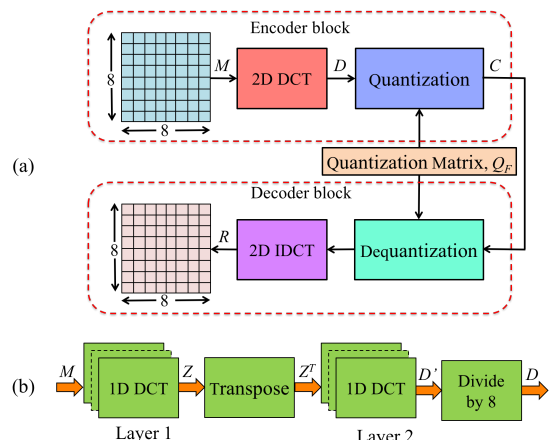 Encoder block
8
M
2D DCT
D
Quantization
C
8
(a)
Quantization Matrix, Q_F
Decoder block
8
R
2D IDCT
Dequantization
8
(b)
M
1D DCT
Z
Transpose
Z^T
1D DCT
D'
Divide by 8
D
Layer 1
Layer 2